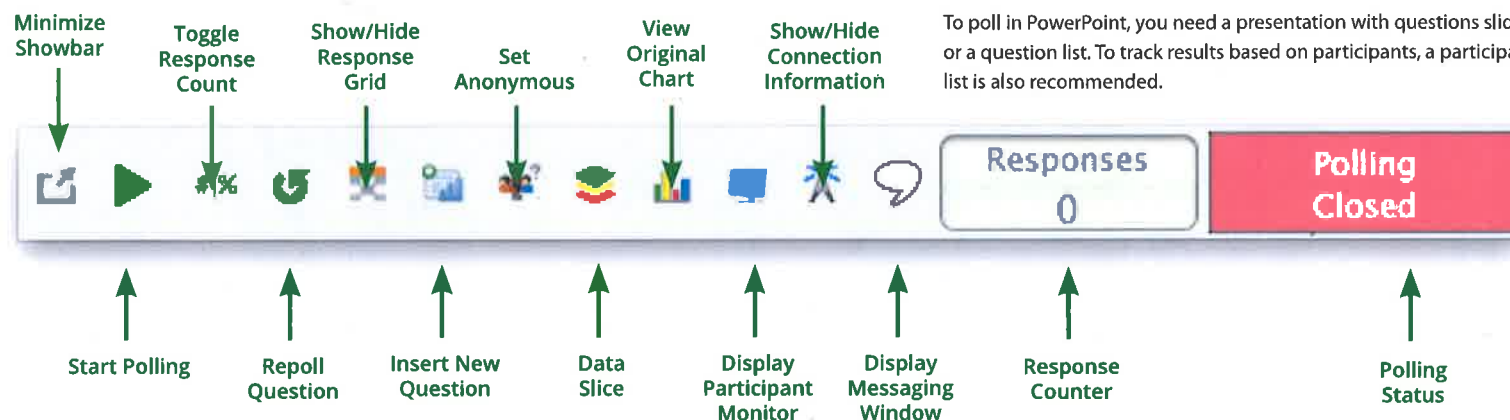 Minimize
Showbar
Toggle
Response
Count
Show/Hide
Response
Grid
Set
Anonymous
View
Original
Chart
Show/Hide
Connection
Information
To poll in PowerPoint, you need a presentation with questions
or a question list. To track results based on participants, a
list is also recommended.
Responses
0
Polling
Closed
Start Polling
Repoll
Question
Insert New
Question
Data
Slice
Display
Participant
Monitor
Display
Messaging
Window
Response
Counter
Polling
Status